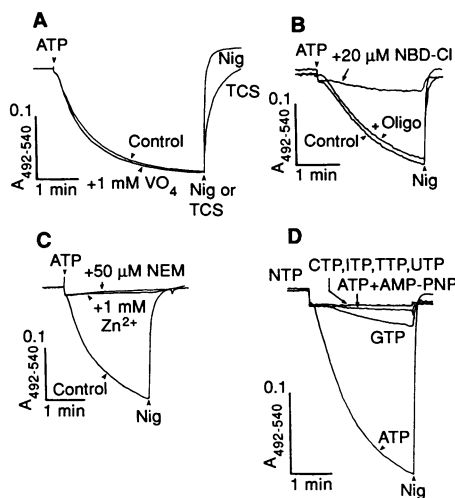 A
ATP
Nig
TCS
0.1
Control
+1 mM VO₄
A₄₉₂₋₅₄₀
1 min
Nig or
TCS
B
ATP
+20 µM NBD-Cl
0.1
+Oligo
Control
A₄₉₂₋₅₄₀
1 min
Nig
C
ATP
+50 µM NEM
+1 mM
Zn²⁺
0.1
Control
A₄₉₂₋₅₄₀
1 min
Nig
D
NTP
CTP,ITP,TTP,UTP
ATP+AMP-PNP
GTP
0.1
A₄₉₂₋₅₄₀
ATP
1 min
Nig